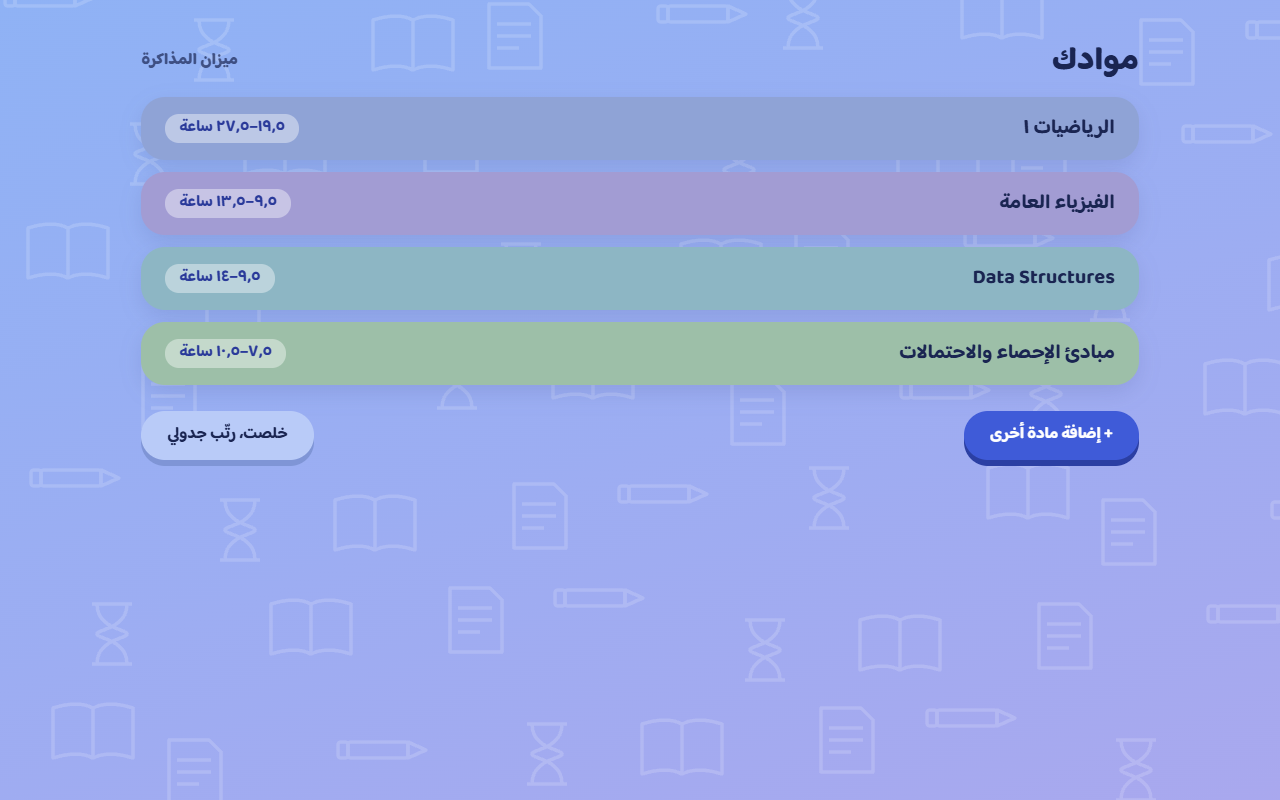 موادك
ميزان المذاكرة
الرياضيات ١
١٩,٥–٢٧,٥ ساعة
الفيزياء العامة
٩,٥–١٣,٥ ساعة
Data Structures
٩,٥–١٤ ساعة
مبادئ الإحصاء والاحتمالات
٧,٥–١٠,٥ ساعة
+ إضافة مادة أخرى
خلصت، رتّب جدولي